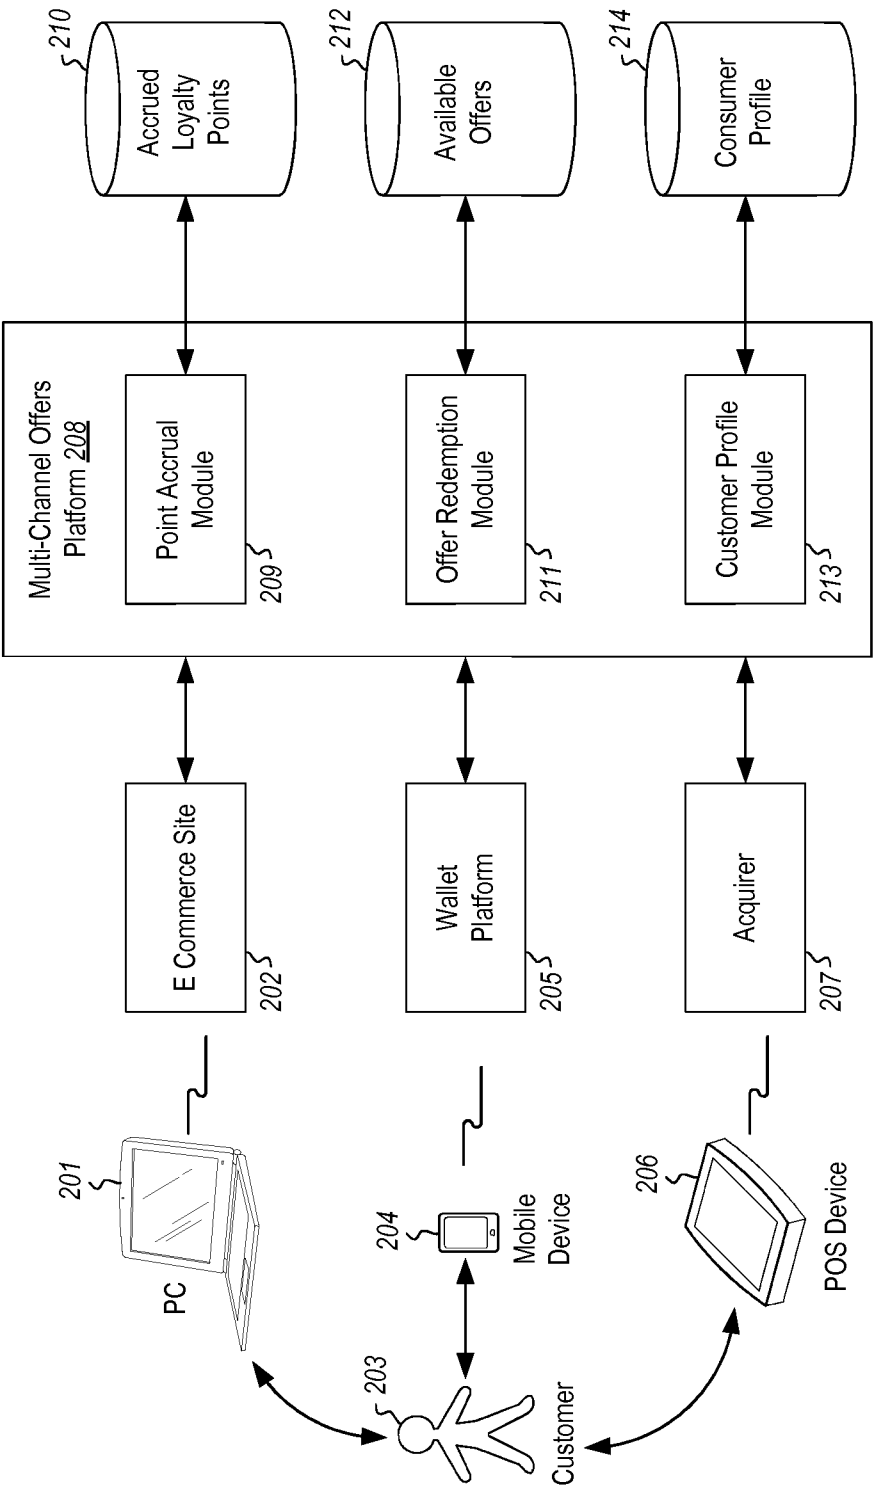 201
PC
E Commerce Site
202
Multi-Channel Offers
Platform 208
Point Accrual
Module
209
210
Accrued
Loyalty
Points
203
Customer
204
Mobile
Device
Wallet
Platform
205
Offer Redemption
Module
211
212
Available
Offers
206
POS Device
Acquirer
207
Customer Profile
Module
213
214
Consumer
Profile